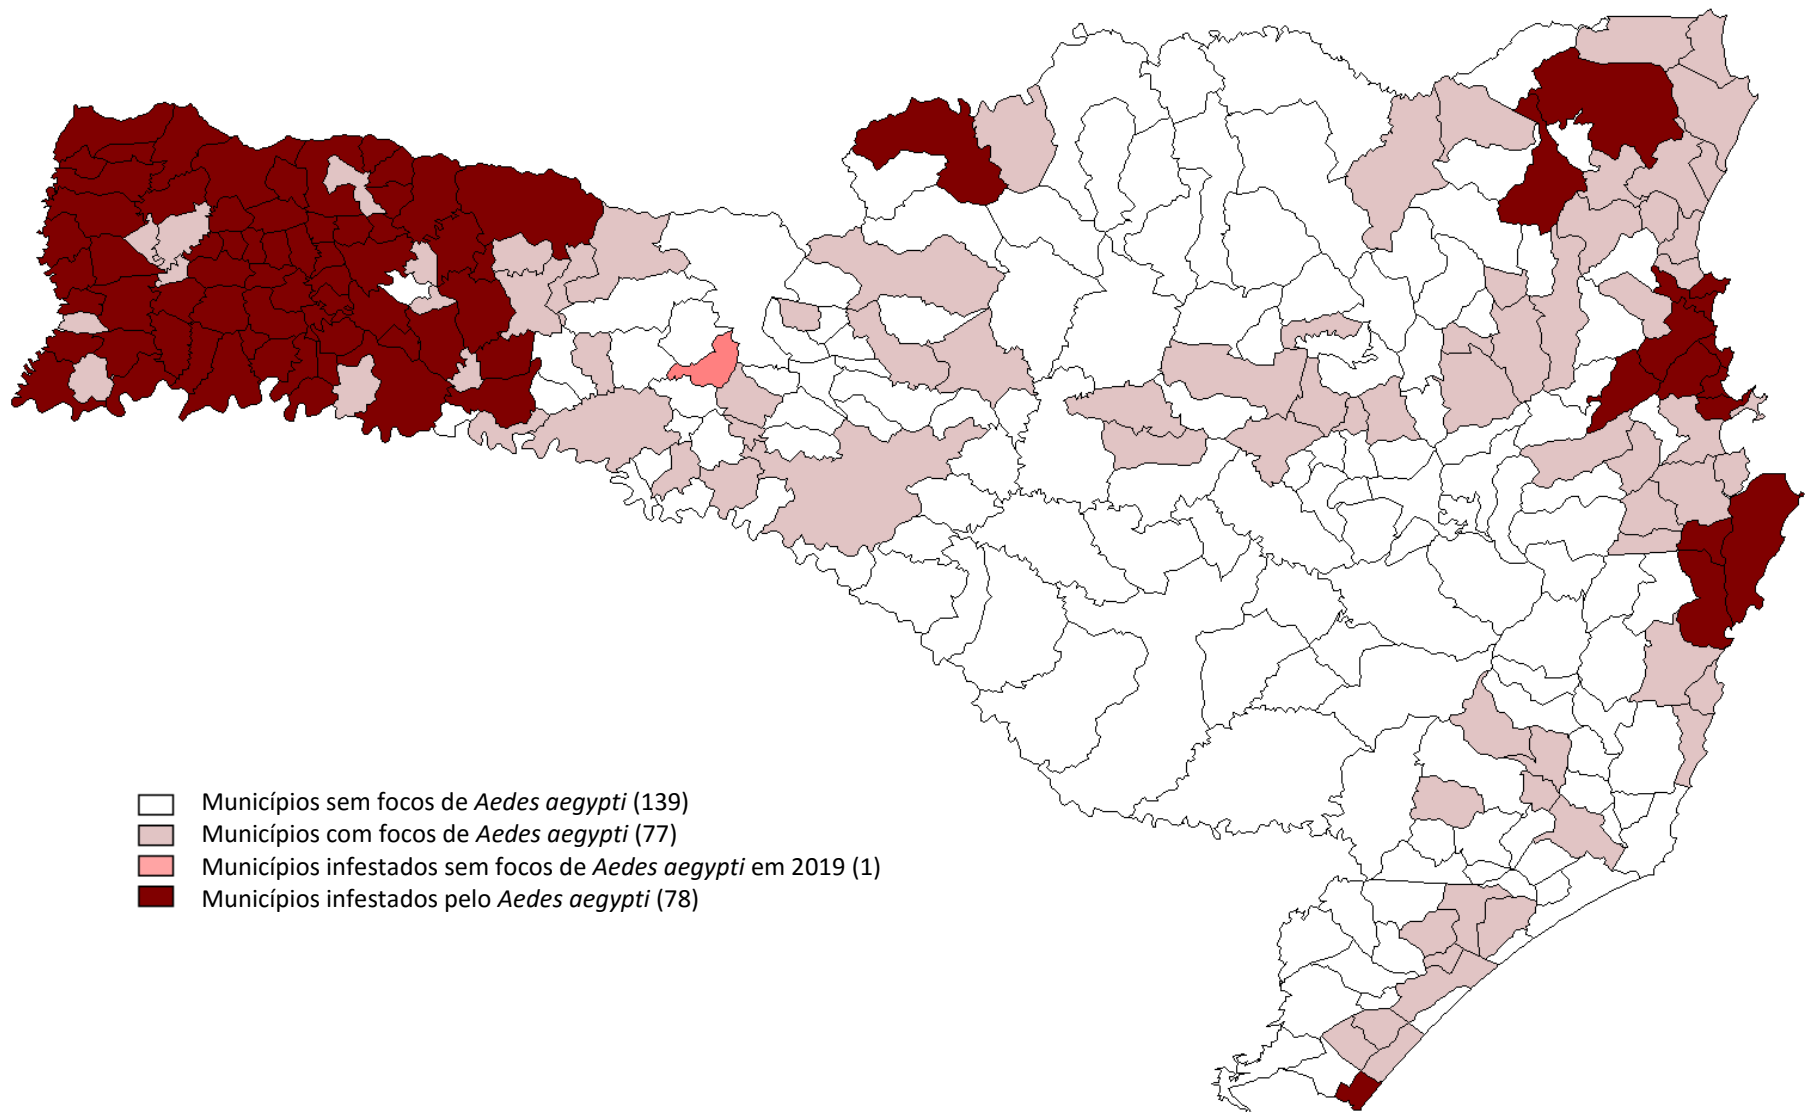 Municípios sem focos de Aedes aegypti (139)
Municípios com focos de Aedes aegypti (77)
Municípios infestados sem focos de Aedes aegypti em 2019 (1)
Municípios infestados pelo Aedes aegypti (78)